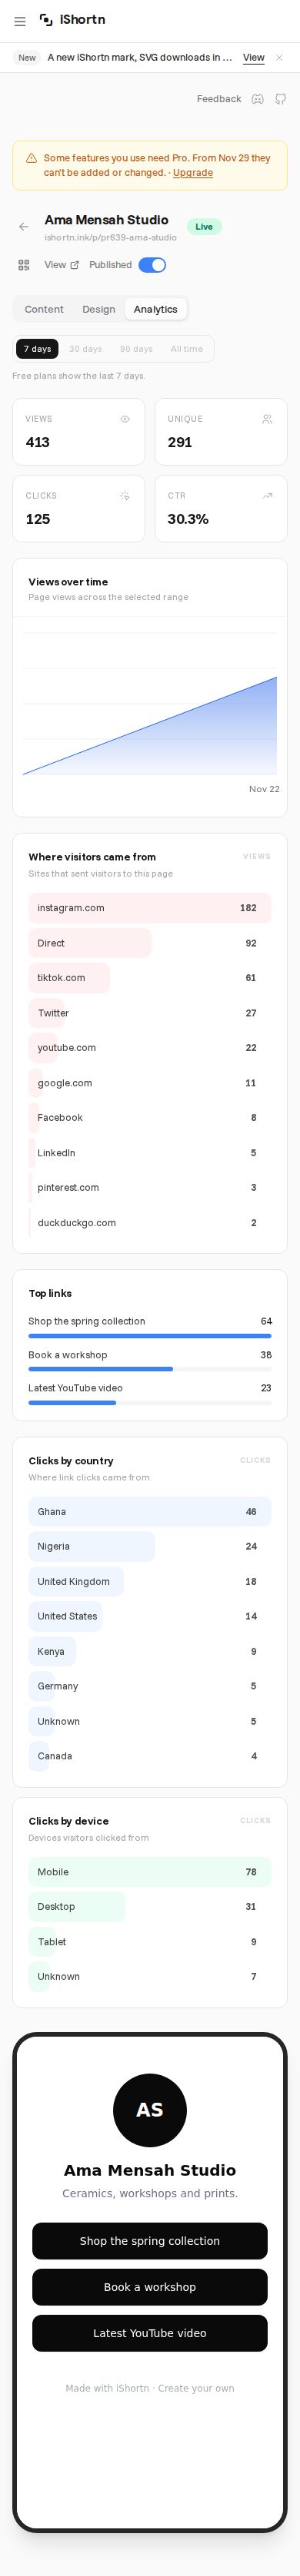 iShortn
New
A new iShortn mark, SVG downloads in ...
View
Feedback
Some features you use need Pro. From Nov 29 they
can't be added or changed. · Upgrade
Ama Mensah Studio
Live
ishortn.ink/p/pr639-ama-studio
View
Published
Content
Design
Analytics
7 days
30 days
90 days
All time
Free plans show the last 7 days.
VIEWS
413
UNIQUE
291
CLICKS
125
CTR
30.3%
Views over time
Page views across the selected range
Nov 22
Where visitors came from
VIEWS
Sites that sent visitors to this page
instagram.com 182
Direct 92
tiktok.com 61
Twitter 27
youtube.com 22
google.com 11
Facebook 8
LinkedIn 5
pinterest.com 3
duckduckgo.com 2
Top links
Shop the spring collection 64
Book a workshop 38
Latest YouTube video 23
Clicks by country
CLICKS
Where link clicks came from
Ghana 46
Nigeria 24
United Kingdom 18
United States 14
Kenya 9
Germany 5
Unknown 5
Canada 4
Clicks by device
CLICKS
Devices visitors clicked from
Mobile 78
Desktop 31
Tablet 9
Unknown 7
AS
Ama Mensah Studio
Ceramics, workshops and prints.
Shop the spring collection
Book a workshop
Latest YouTube video
Made with iShortn · Create your own